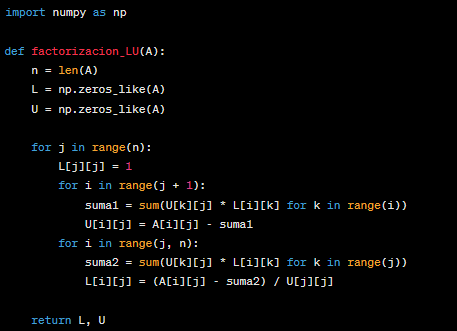 import numpy as np

def factorizacion_LU(A):
    n = len(A)
    L = np.zeros_like(A)
    U = np.zeros_like(A)

    for j in range(n):
        L[j][j] = 1
        for i in range(j + 1):
            suma1 = sum(U[k][j] * L[i][k] for k in range(i))
            U[i][j] = A[i][j] - suma1
        for i in range(j, n):
            suma2 = sum(U[k][j] * L[i][k] for k in range(j))
            L[i][j] = (A[i][j] - suma2) / U[j][j]

    return L, U